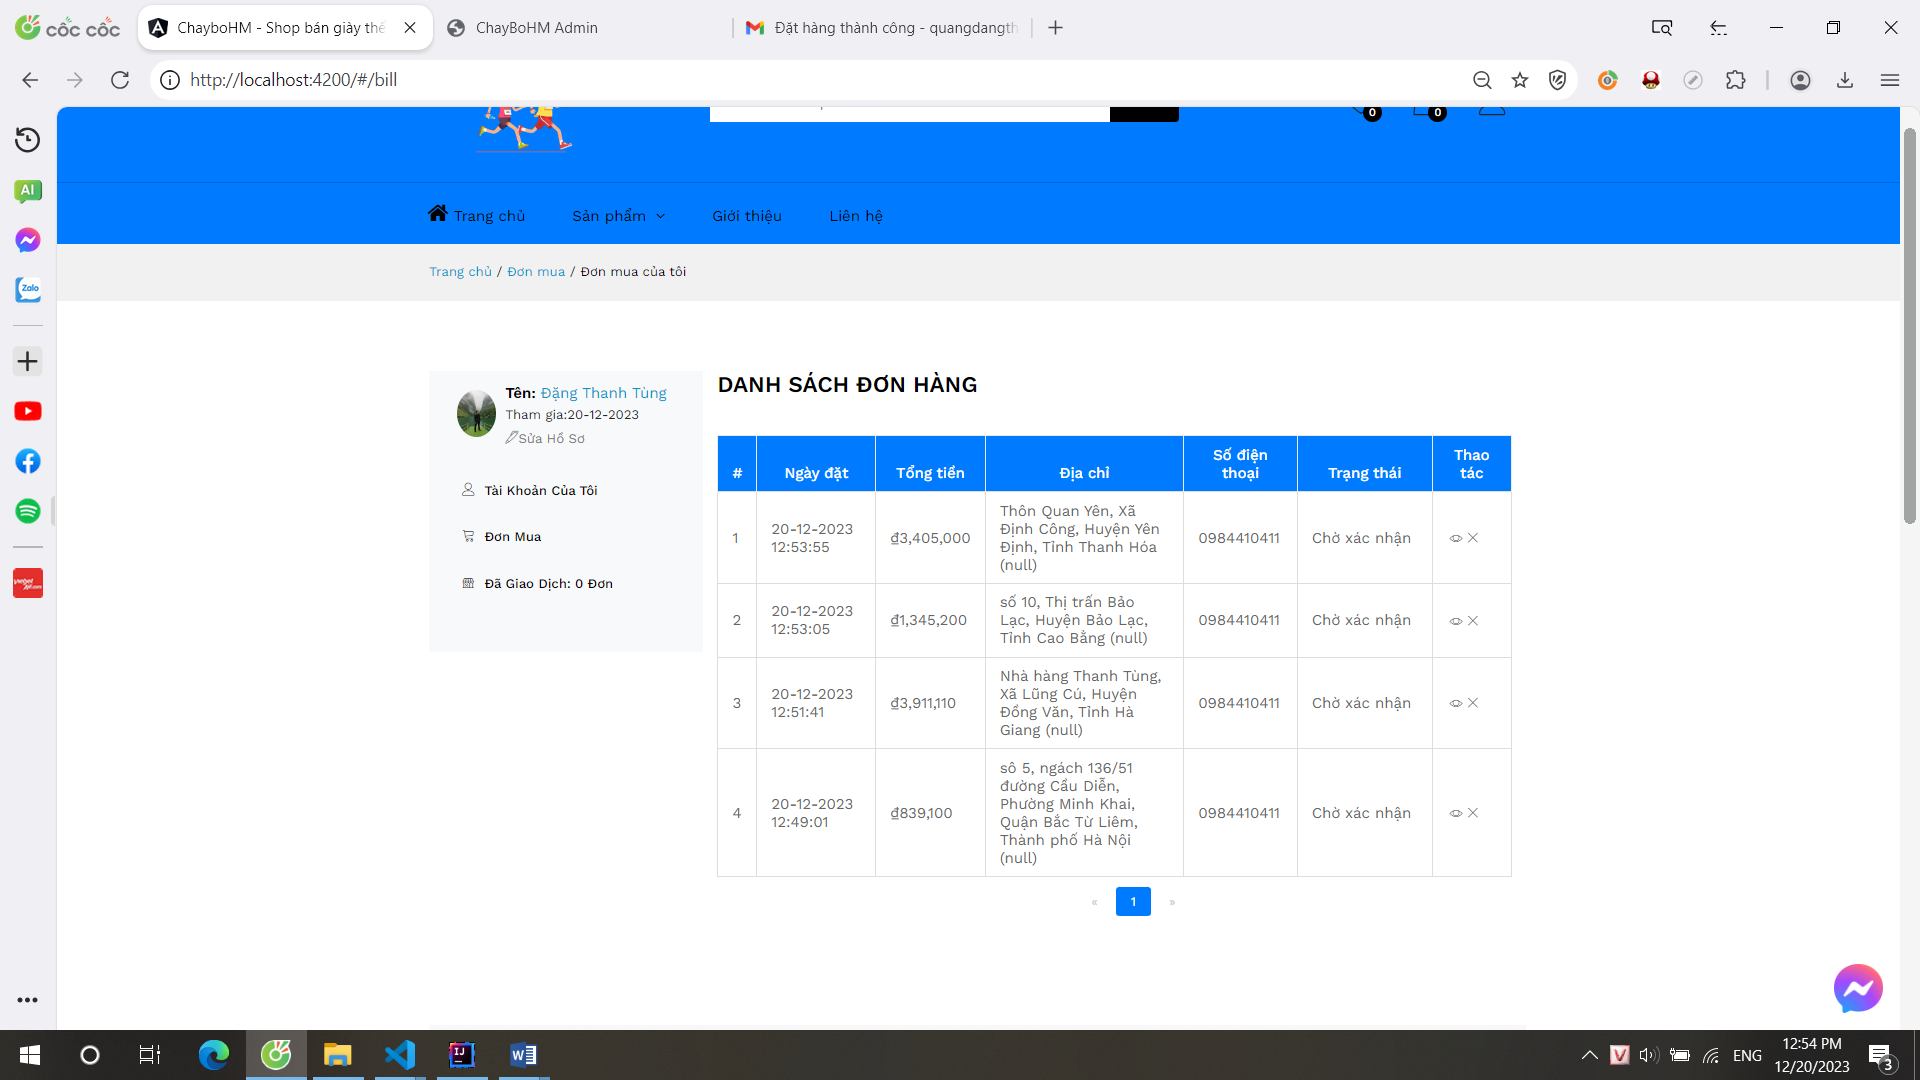 cốc cốc
ChayboHM - Shop bán giày thể
ChayBoHM Admin
Đặt hàng thành công - quangdangth
http://localhost:4200/#/bill
0
0
Trang chủ
Sản phẩm
Giới thiệu
Liên hệ
Trang chủ / Đơn mua / Đơn mua của tôi
AI
Zalo
Tên: Đặng Thanh Tùng
Tham gia:20-12-2023
Sửa Hồ Sơ
Tài Khoản Của Tôi
Đơn Mua
Đã Giao Dịch: 0 Đơn
DANH SÁCH ĐƠN HÀNG
# Ngày đặt Tổng tiền Địa chỉ Số điện thoại Trạng thái Thao tác
1
20-12-2023
12:53:55
₫3,405,000
Thôn Quan Yên, Xã
Định Công, Huyện Yên
Định, Tỉnh Thanh Hóa
(null)
0984410411
Chờ xác nhận
2
20-12-2023
12:53:05
₫1,345,200
số 10, Thị trấn Bảo
Lạc, Huyện Bảo Lạc,
Tỉnh Cao Bằng (null)
0984410411
Chờ xác nhận
3
20-12-2023
12:51:41
₫3,911,110
Nhà hàng Thanh Tùng,
Xã Lũng Cú, Huyện
Đồng Văn, Tỉnh Hà
Giang (null)
0984410411
Chờ xác nhận
4
20-12-2023
12:49:01
₫839,100
sô 5, ngách 136/51
đường Cầu Diễn,
Phường Minh Khai,
Quận Bắc Từ Liêm,
Thành phố Hà Nội
(null)
0984410411
Chờ xác nhận
« 1 »
IJ
W
V
ENG
12:54 PM
12/20/2023
3